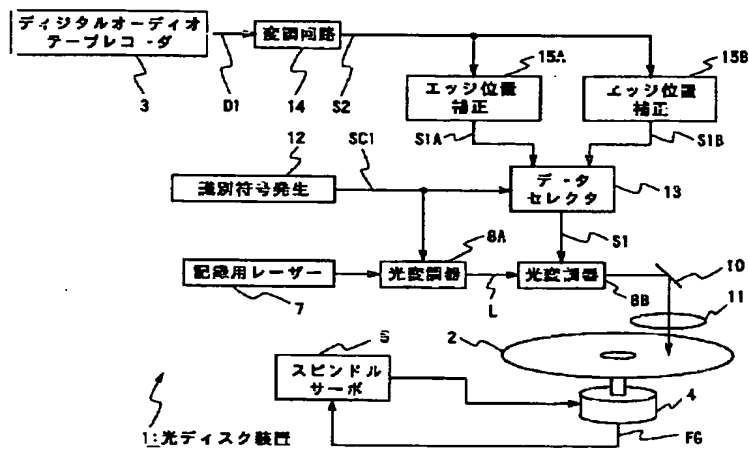 ディジタルオーディオ
テープレコーダ
変調回路
15A
15B
エッジ位置
補正
エッジ位置
補正
3
D1
14
S2
S1A
S1B
12
SC1
識別符号発生
データ
セレクタ
13
8A
S1
記録用レーザー
光変調器
光変調器
10
7
L
8B
11
2
5
スピンドル
サーボ
4
1:光ディスク装置
FG